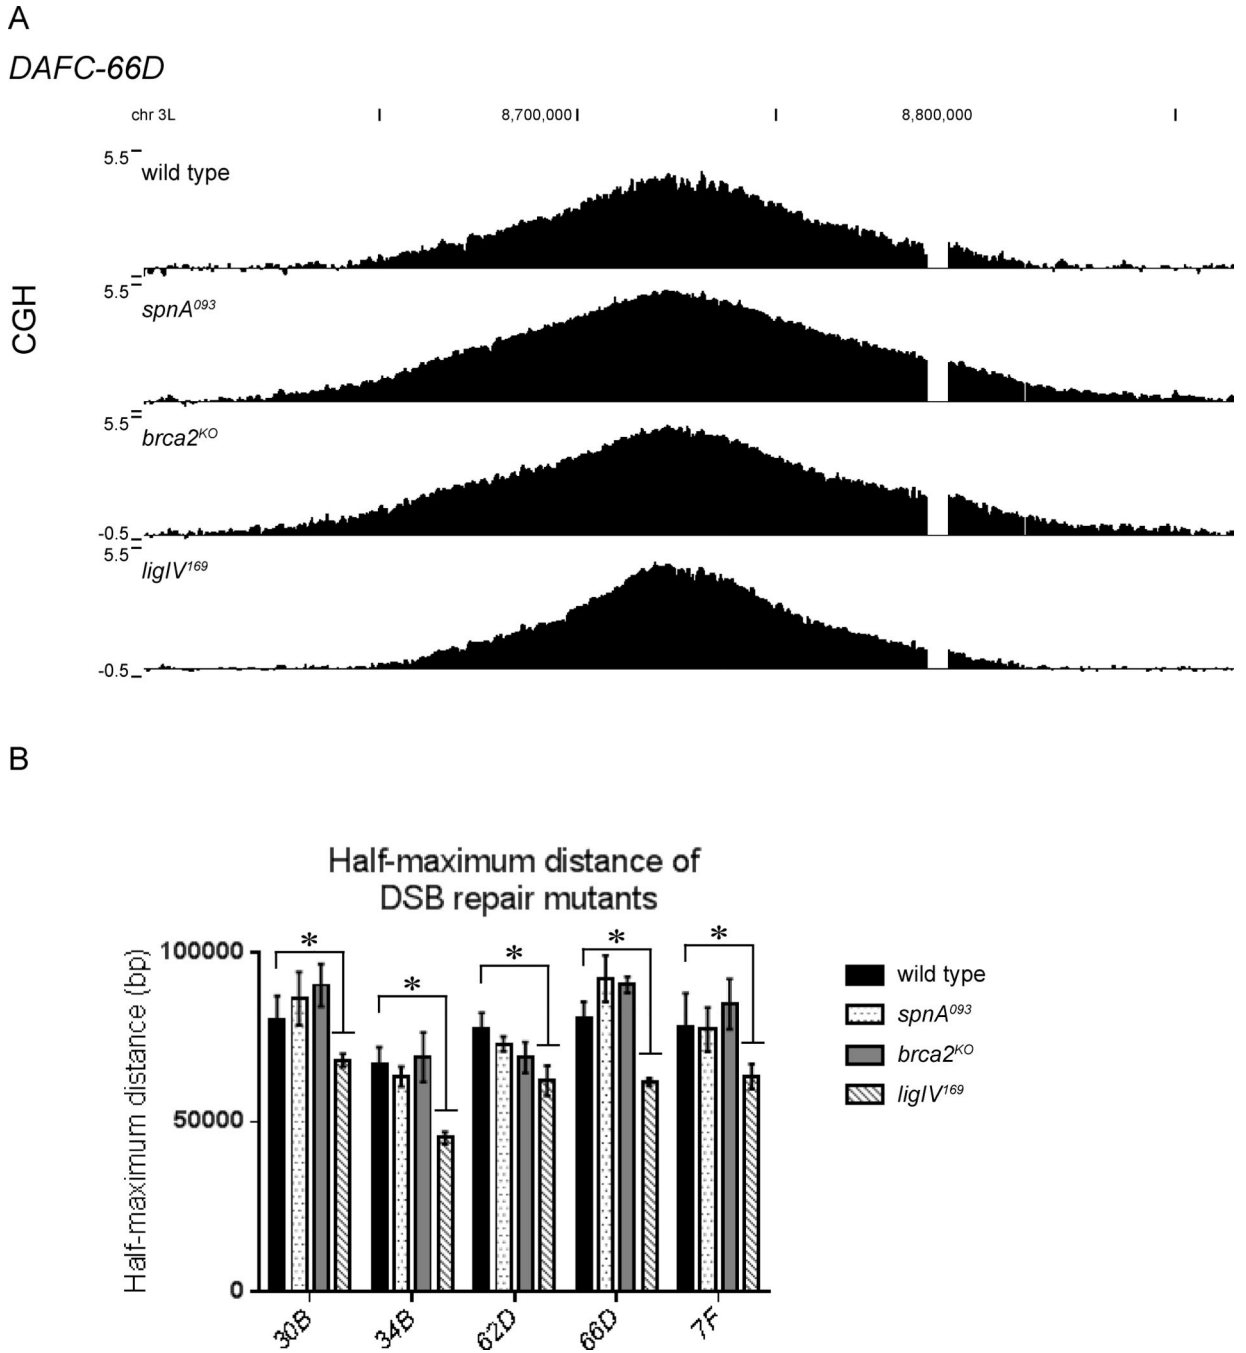 A
DAFC-66D
chr 3L 8,700,000 8,800,000
5.5
wild type
5.5
spnA⁰⁹³
CGH
5.5
brca2ᴷᴼ
-0.5
5.5
ligIV¹⁶⁹
-0.5
B
Half-maximum distance of
DSB repair mutants
Half-maximum distance (bp)
100000
50000
0
* * * * *
30B 34B 62D 66D 7F
wild type
spnA⁰⁹³
brca2ᴷᴼ
ligIV¹⁶⁹